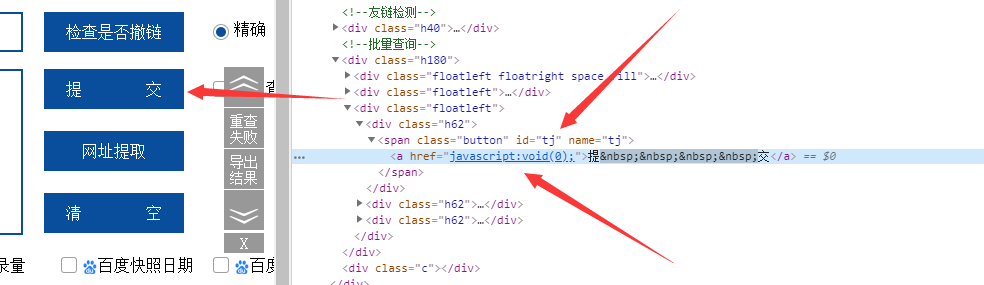 检查是否撤链
精确
提 交
重查
失败
网址提取
导出
结果
清 空
X
录量
百度快照日期
百度
<!--友链检测-->
<div class="h40">…</div>
<!--批量查询-->
<div class="h180">
<div class="floatleft floatright space fill">…</div>
<div class="floatleft">…</div>
<div class="floatleft">
<div class="h62">
<span class="button" id="tj" name="tj">
<a href="javascript:void(0);">提&nbsp;&nbsp;&nbsp;&nbsp;交</a> == $0
</span>
</div>
<div class="h62">…</div>
<div class="h62">…</div>
</div>
</div>
<div class="c"></div>
</div>